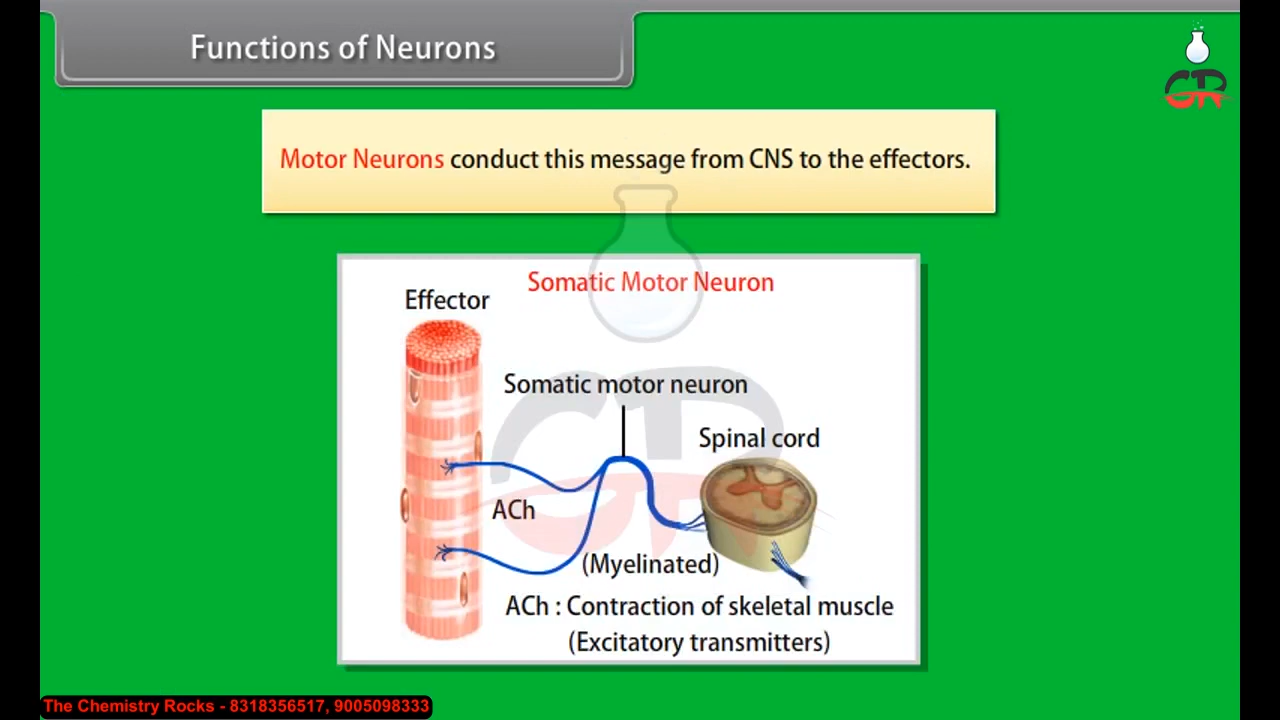 Functions of Neurons
GR
Motor Neurons conduct this message from CNS to the effectors.
Somatic Motor Neuron
Effector
Somatic motor neuron
Spinal cord
ACh
(Myelinated)
ACh : Contraction of skeletal muscle
(Excitatory transmitters)
The Chemistry Rocks - 8318356517, 9005098333